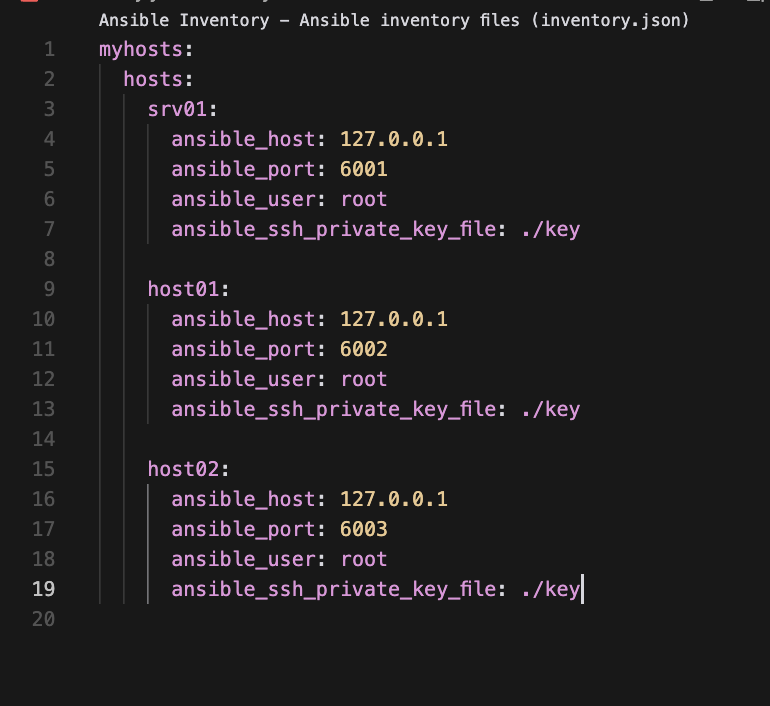 Ansible Inventory - Ansible inventory files (inventory.json)
1 myhosts:
2   hosts:
3     srv01:
4       ansible_host: 127.0.0.1
5       ansible_port: 6001
6       ansible_user: root
7       ansible_ssh_private_key_file: ./key
8
9     host01:
10       ansible_host: 127.0.0.1
11       ansible_port: 6002
12       ansible_user: root
13       ansible_ssh_private_key_file: ./key
14
15     host02:
16       ansible_host: 127.0.0.1
17       ansible_port: 6003
18       ansible_user: root
19       ansible_ssh_private_key_file: ./key
20